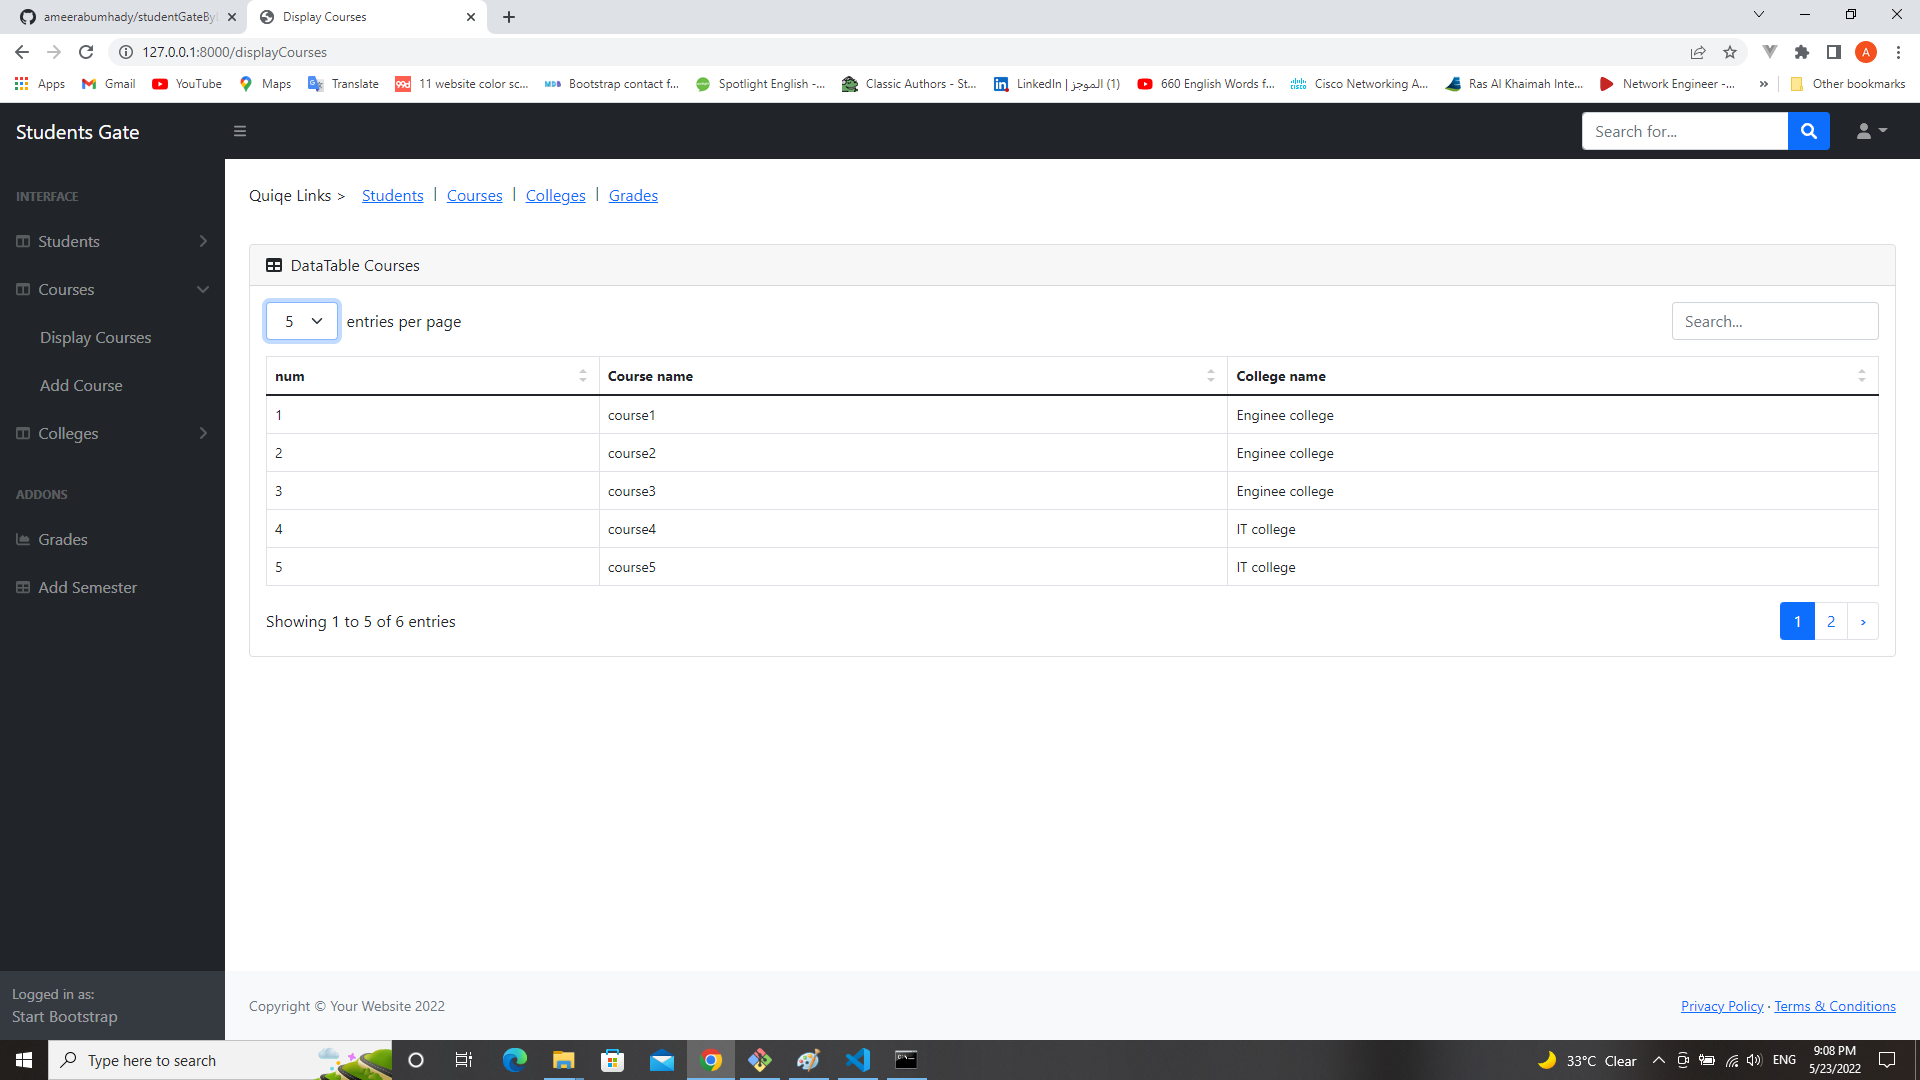 ameerabumhady/studentGateBy
Display Courses
127.0.0.1:8000/displayCourses
A
Apps
Gmail
YouTube
Maps
Translate
11 website color sc...
Bootstrap contact f...
Spotlight English -...
Classic Authors - St...
LinkedIn | الموجز (1)
660 English Words f...
Cisco Networking A...
Ras Al Khaimah Inte...
Network Engineer -...
»
Other bookmarks
Students Gate
Search for...
INTERFACE
Students
Courses
Display Courses
Add Course
Colleges
ADDONS
Grades
Add Semester
Logged in as:
Start Bootstrap
Quiqe Links > Students | Courses | Colleges | Grades
DataTable Courses
5 entries per page
Search...
num Course name College name
1 course1 Enginee college
2 course2 Enginee college
3 course3 Enginee college
4 course4 IT college
5 course5 IT college
Showing 1 to 5 of 6 entries
1 2 ›
Copyright © Your Website 2022
Privacy Policy · Terms & Conditions
Type here to search
33°C Clear
ENG
9:08 PM
5/23/2022